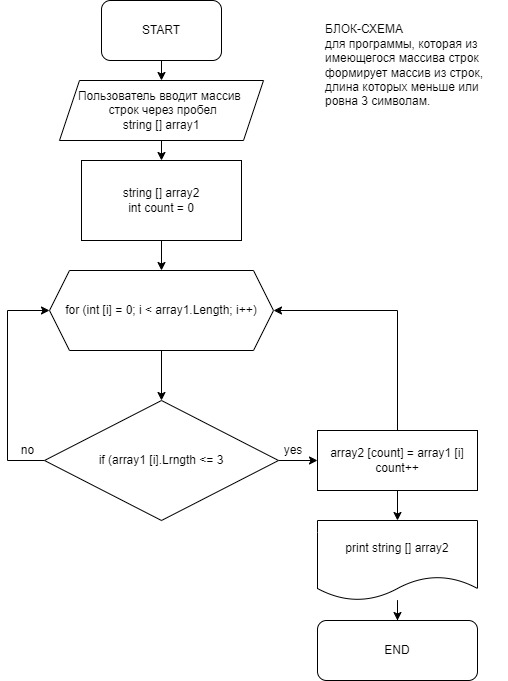 START
БЛОК-СХЕМА
для программы, которая из
имеющегося массива строк
формирует массив из строк,
длина которых меньше или
ровна 3 символам.
Пользователь вводит массив
строк через пробел
string [] array1
string [] array2
int count = 0
for (int [i] = 0; i < array1.Length; i++)
no
if (array1 [i].Lrngth <= 3
yes
array2 [count] = array1 [i]
count++
print string [] array2
END